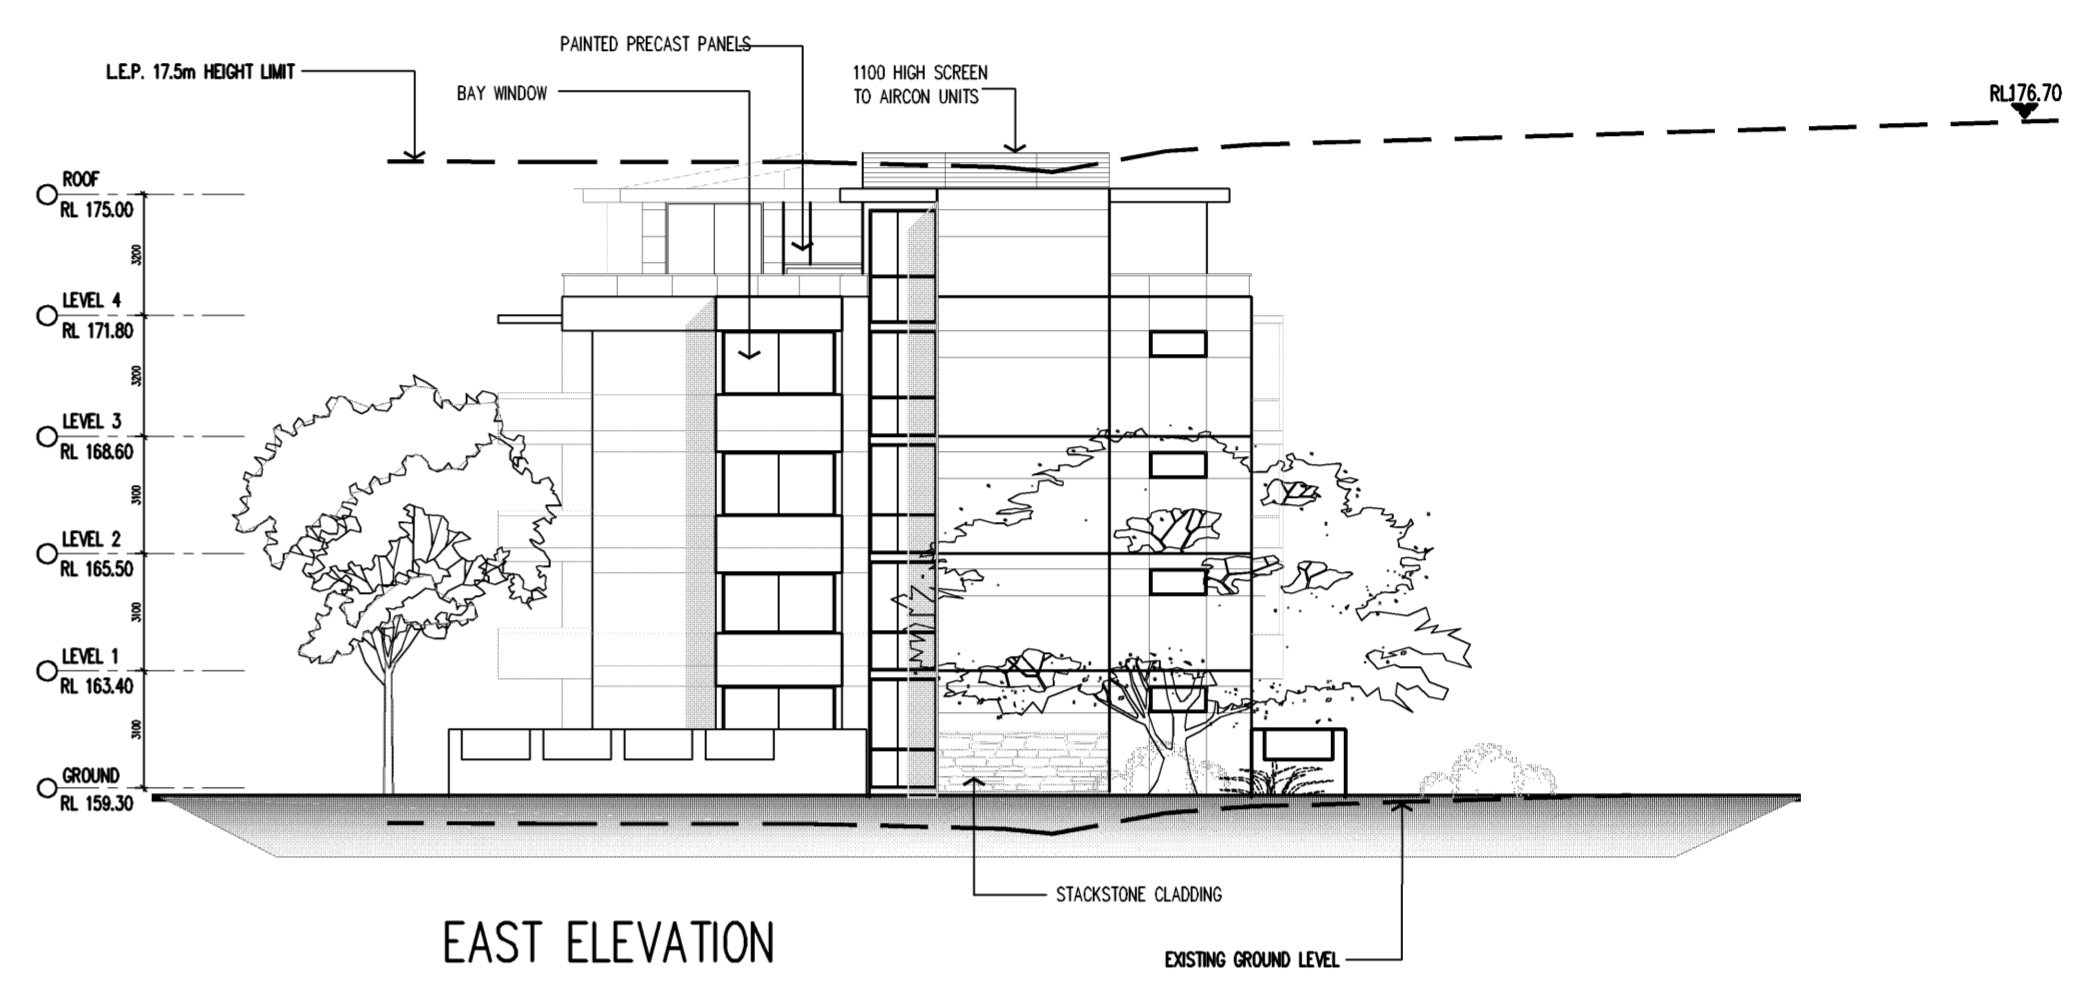 PAINTED PRECAST PANELS
L.E.P. 17.5m HEIGHT LIMIT
BAY WINDOW
1100 HIGH SCREEN
TO AIRCON UNITS
RL176.70
ROOF
RL 175.00
3200
LEVEL 4
RL 171.80
3200
LEVEL 3
RL 168.60
3100
LEVEL 2
RL 165.50
3100
LEVEL 1
RL 163.40
3100
GROUND
RL 159.30
STACKSTONE CLADDING
EAST ELEVATION
EXISTING GROUND LEVEL